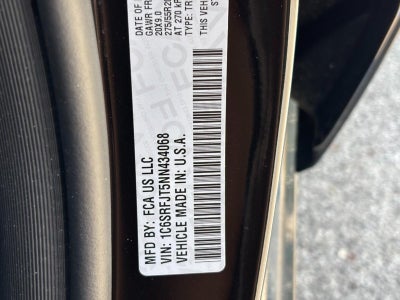 DATE OF
GAWR FR
20X9.0
275/55R20
AT 270 KP
TYPE: TR
THIS VEH
MFD. BY: FCA US LLC
VIN: 1C6SRFJT5NN434068
VEHICLE MADE IN: U.S.A.